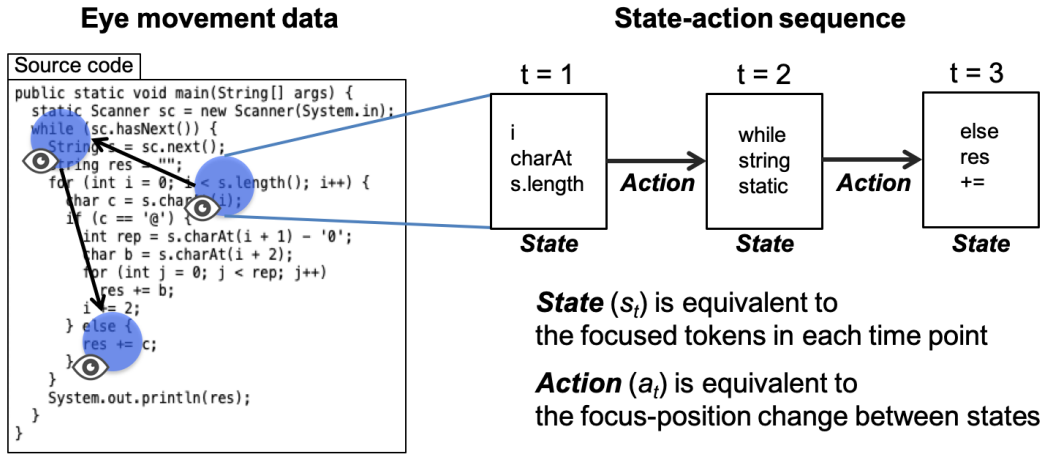 Eye movement data
State-action sequence
Source code
public static void main(String[] args) {
static Scanner sc = new Scanner(System.in);
while (sc.hasNext()) {
String s = sc.next();
String res = "";
for (int i = 0; i < s.length(); i++) {
char c = s.charAt(i);
if (c == '@') {
int rep = s.charAt(i + 1) - '0';
char b = s.charAt(i + 2);
for (int j = 0; j < rep; j++)
res += b;
i += 2;
} else {
res += c;
}
}
System.out.println(res);
}
}
t = 1
i
charAt
s.length
State
Action
t = 2
while
string
static
State
Action
t = 3
else
res
+=
State
State (st) is equivalent to
the focused tokens in each time point
Action (at) is equivalent to
the focus-position change between states